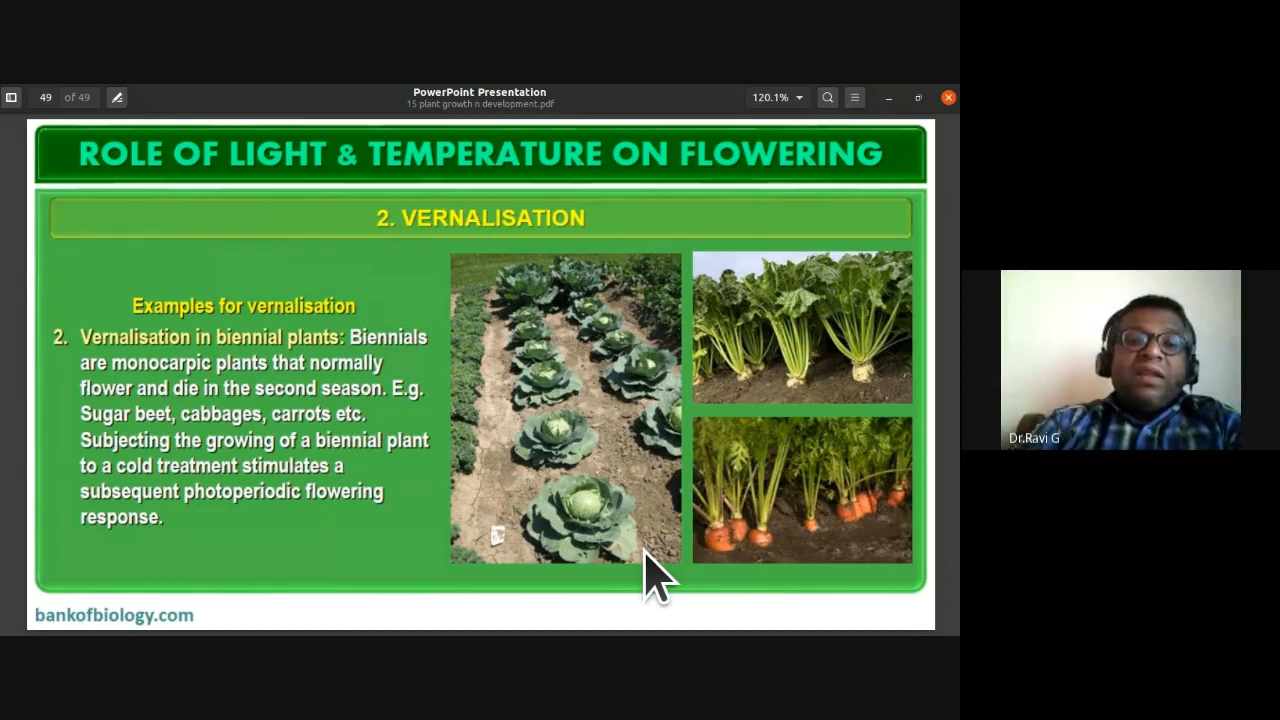 PowerPoint Presentation
49 of 49
15 plant growth n development.pdf
120.1%
ROLE OF LIGHT & TEMPERATURE ON FLOWERING
2. VERNALISATION
Examples for vernalisation
2. Vernalisation in biennial plants: Biennials
are monocarpic plants that normally
flower and die in the second season. E.g.
Sugar beet, cabbages, carrots etc.
Subjecting the growing of a biennial plant
to a cold treatment stimulates a
subsequent photoperiodic flowering
response.
bankofbiology.com
Dr.Ravi G